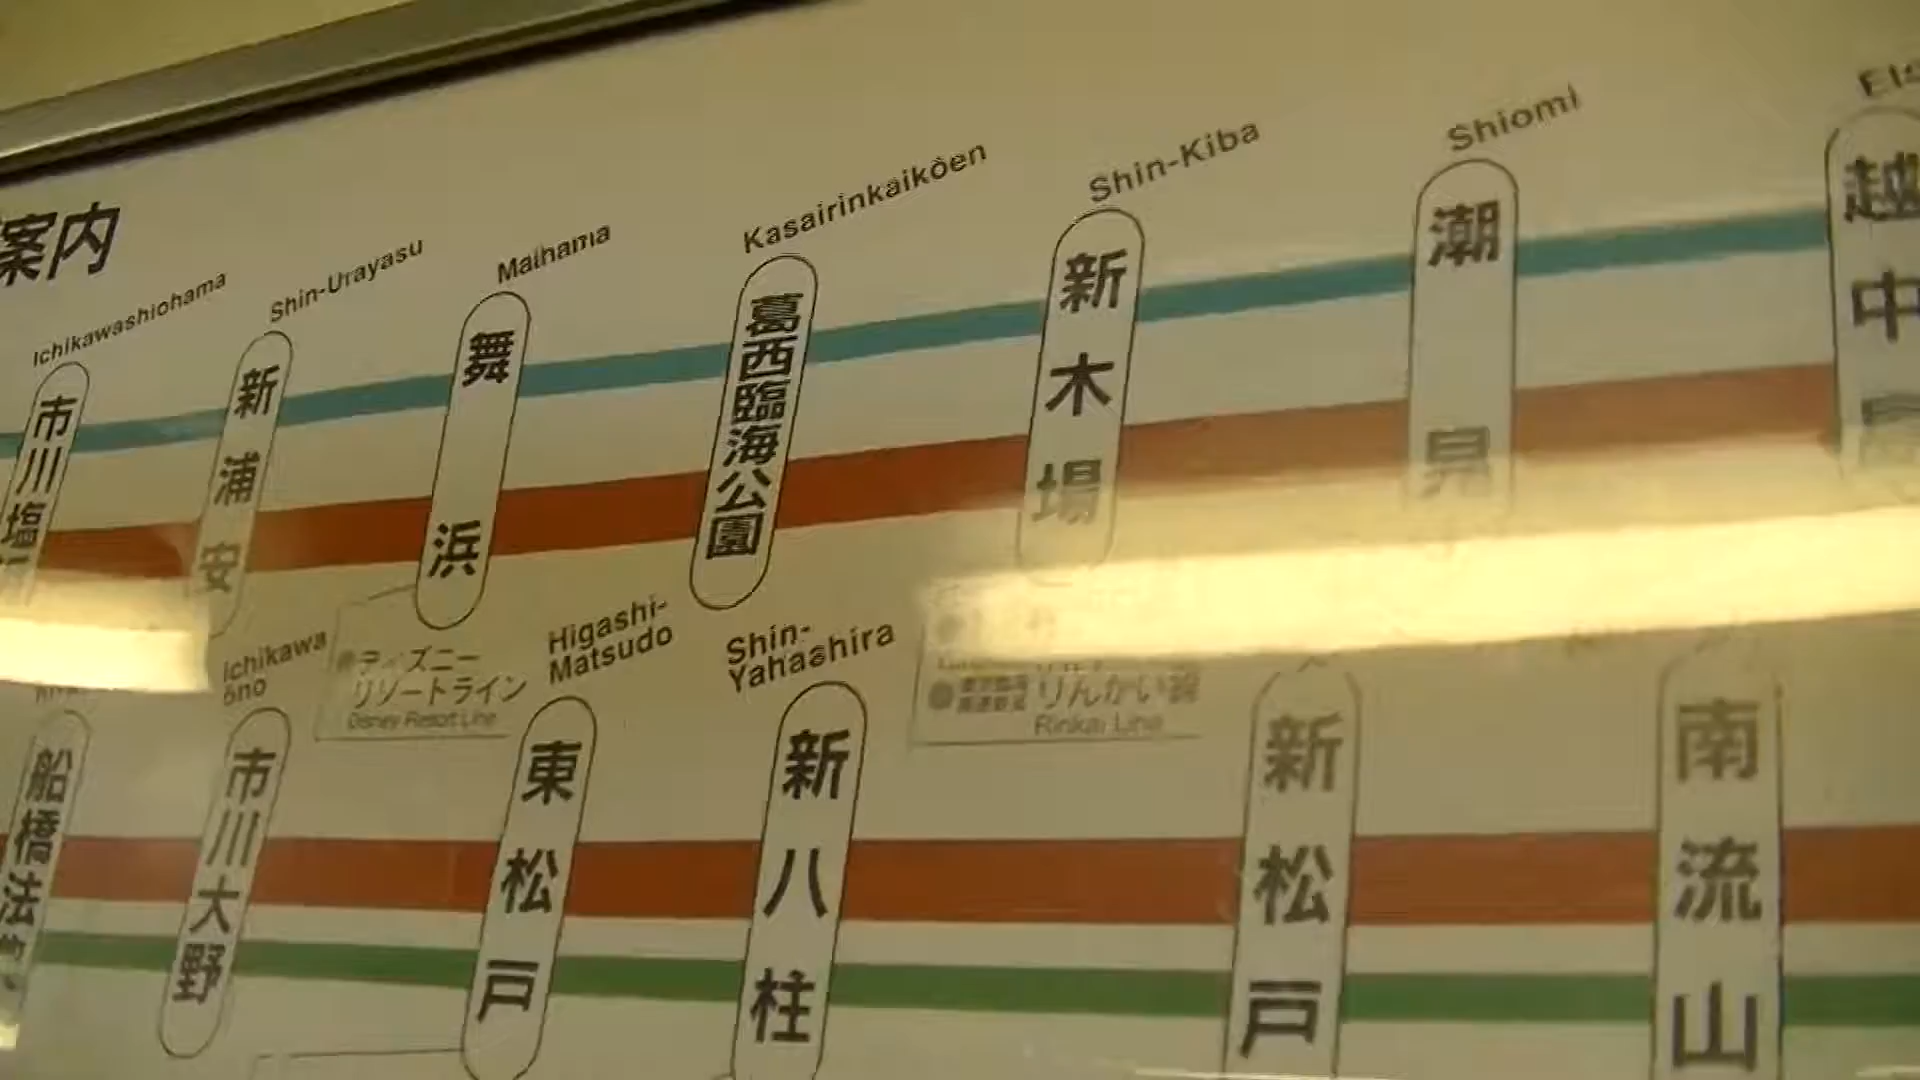 案内
Ichikawashiohama
Shin-Urayasu
Maihama
Kasairinkaikōen
Shin-Kiba
Shiomi
市川塩
新浦安
舞浜
葛西臨海公園
新木場
潮見
越中
ディズニー
リゾートライン
Disney Resort Line
りんかい線
Rinkai Line
Ichikawa
ōno
Higashi-
Matsudo
Shin-
Yahashira
船橋法
市川大野
東松戸
新八柱
新松戸
南流山